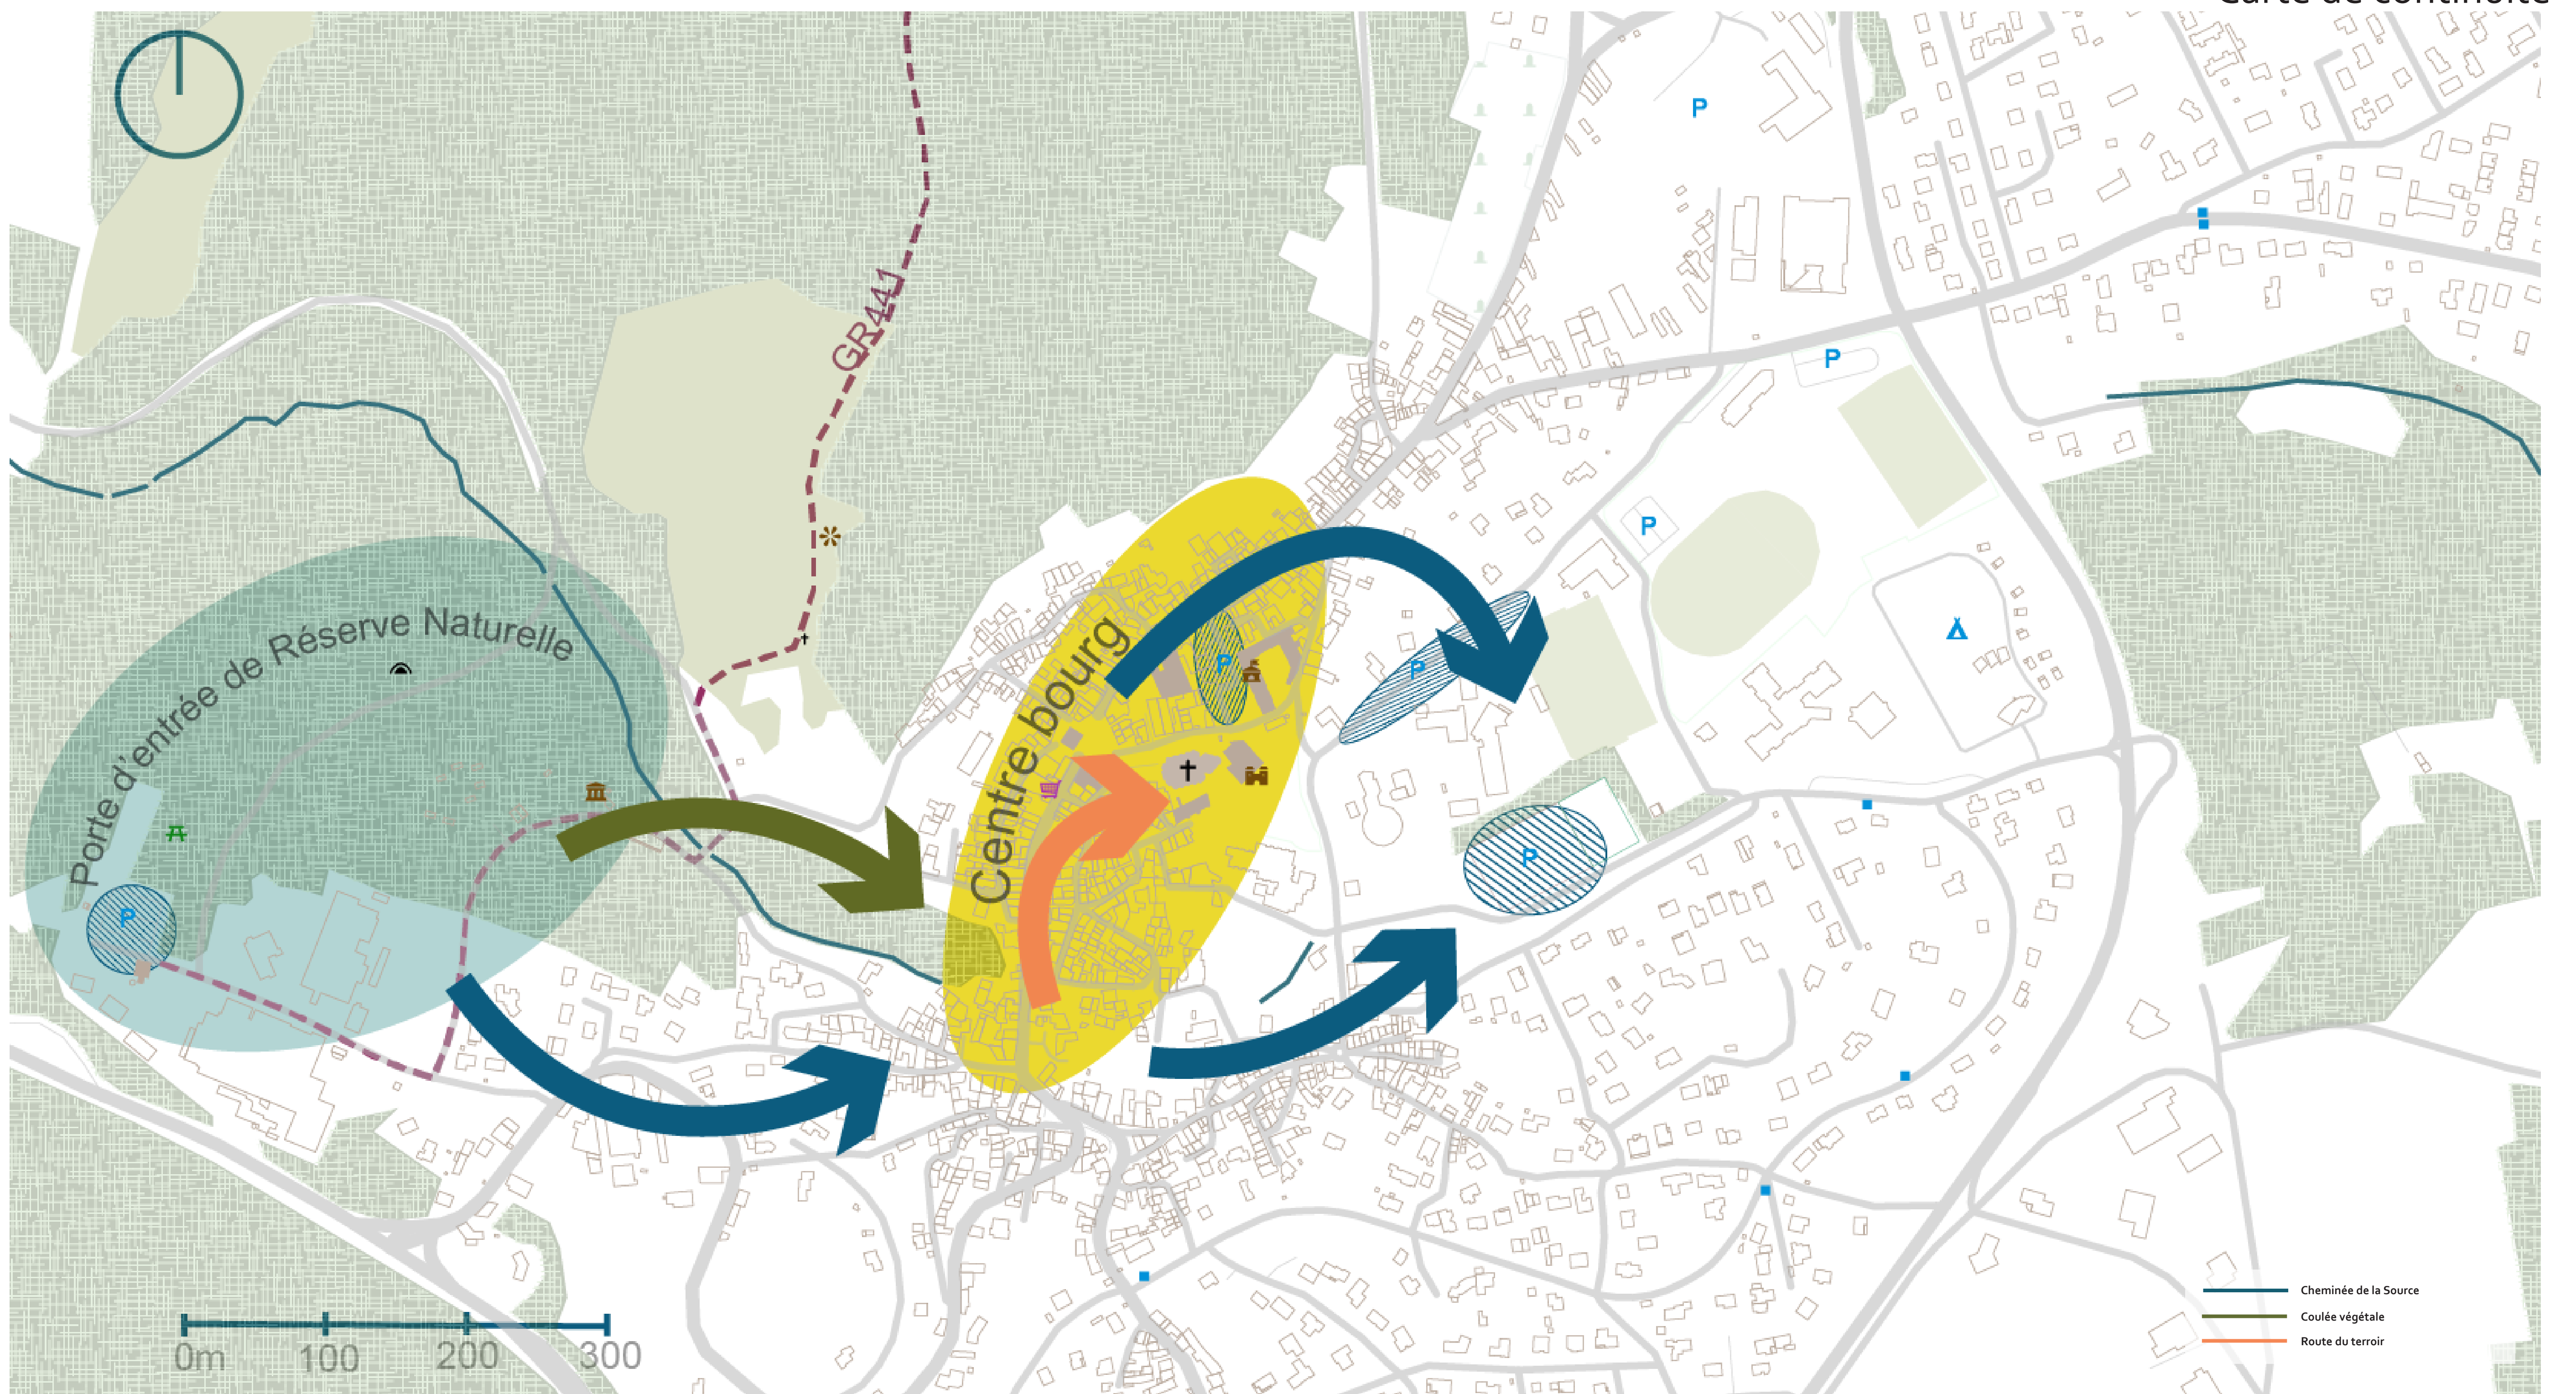 Carte de continuité
GR441
P
P
P
Porte d'entrée de Réserve Naturelle
Centre bourg
P
P
P
P
0m 100 200 300
Cheminée de la Source
Coulée végétale
Route du terroir